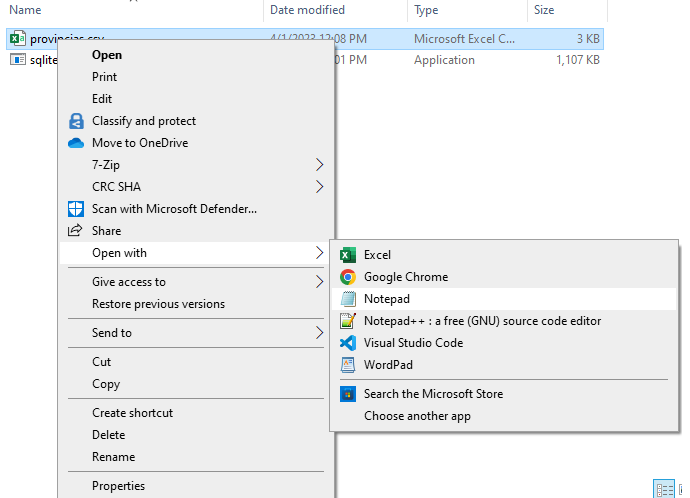 Name Date modified Type Size
provincias.csv 4/1/2023 12:08 PM Microsoft Excel C... 3 KB
sqlite :01 PM Application 1,107 KB
Open
Print
Edit
Classify and protect
Move to OneDrive
7-Zip
CRC SHA
Scan with Microsoft Defender...
Share
Open with
Give access to
Restore previous versions
Send to
Cut
Copy
Create shortcut
Delete
Rename
Properties
Excel
Google Chrome
Notepad
Notepad++ : a free (GNU) source code editor
Visual Studio Code
WordPad
Search the Microsoft Store
Choose another app